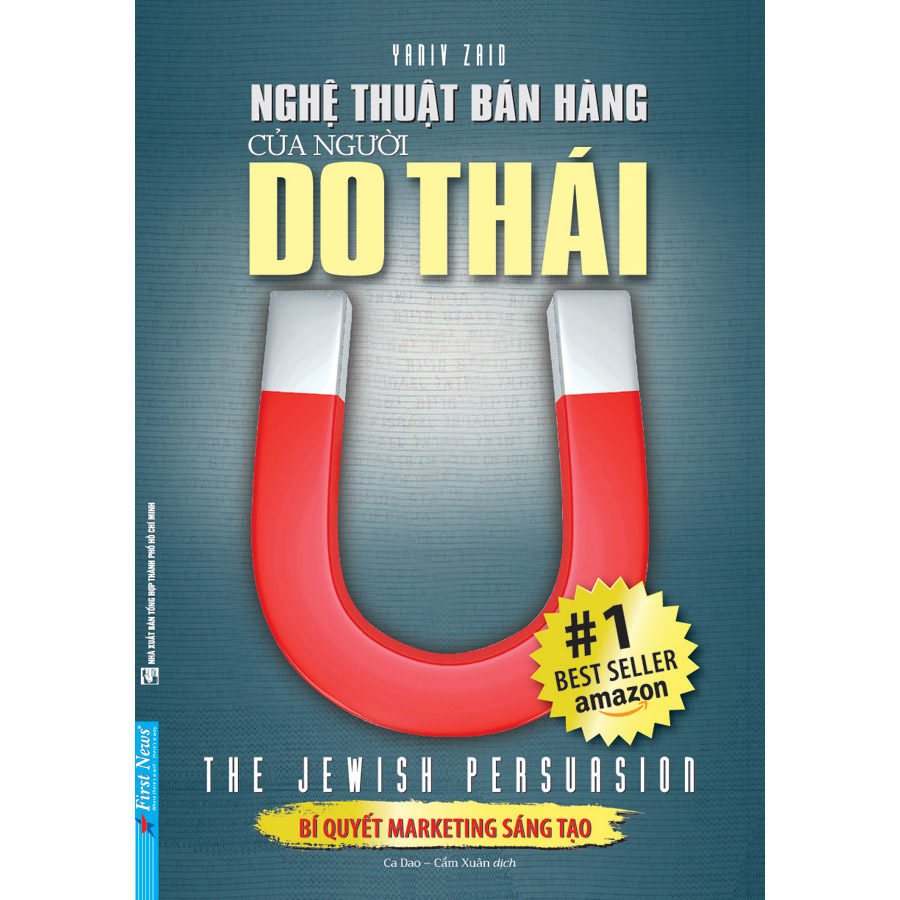 YANIV ZAID
NGHỆ THUẬT BÁN HÀNG
CỦA NGƯỜI
DO THÁI
#1
BEST SELLER
amazon
THE JEWISH PERSUASION
BÍ QUYẾT MARKETING SÁNG TẠO
Ca Dao – Cẩm Xuân dịch
NHÀ XUẤT BẢN TỔNG HỢP THÀNH PHỐ HỒ CHÍ MINH
First News